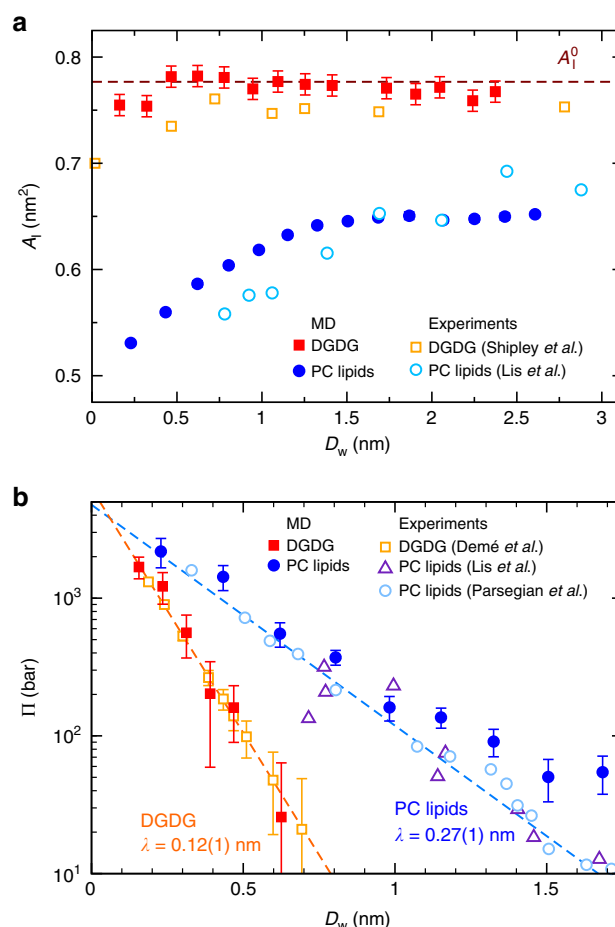 a
0.8
0.7
0.6
0.5
A_l (nm²)
A_l^0
MD
DGDG
PC lipids
Experiments
DGDG (Shipley et al.)
PC lipids (Lis et al.)
0 0.5 1 1.5 2 2.5 3
D_w (nm)
b
10³
10²
10¹
Π (bar)
MD
DGDG
PC lipids
Experiments
DGDG (Demé et al.)
PC lipids (Lis et al.)
PC lipids (Parsegian et al.)
DGDG
λ = 0.12(1) nm
PC lipids
λ = 0.27(1) nm
0 0.5 1 1.5
D_w (nm)